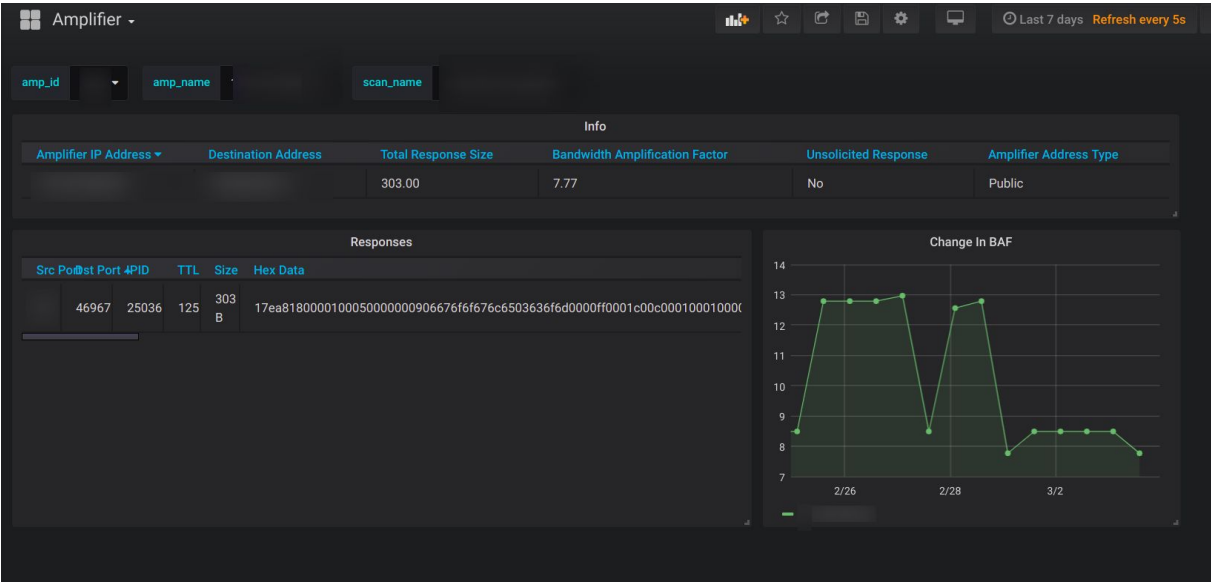 Amplifier
Last 7 days Refresh every 5s
amp_id amp_name scan_name
Info
Amplifier IP Address Destination Address Total Response Size Bandwidth Amplification Factor Unsolicited Response Amplifier Address Type
303.00 7.77 No Public
Responses
Src Port Dst Port IPID TTL Size Hex Data
46967 25036 125 303 B 17ea81800001000500000000906676f6f676c6503636f6d0000ff0001c00c000100010000
Change In BAF
14
13
12
11
10
9
8
7
2/26 2/28 3/2